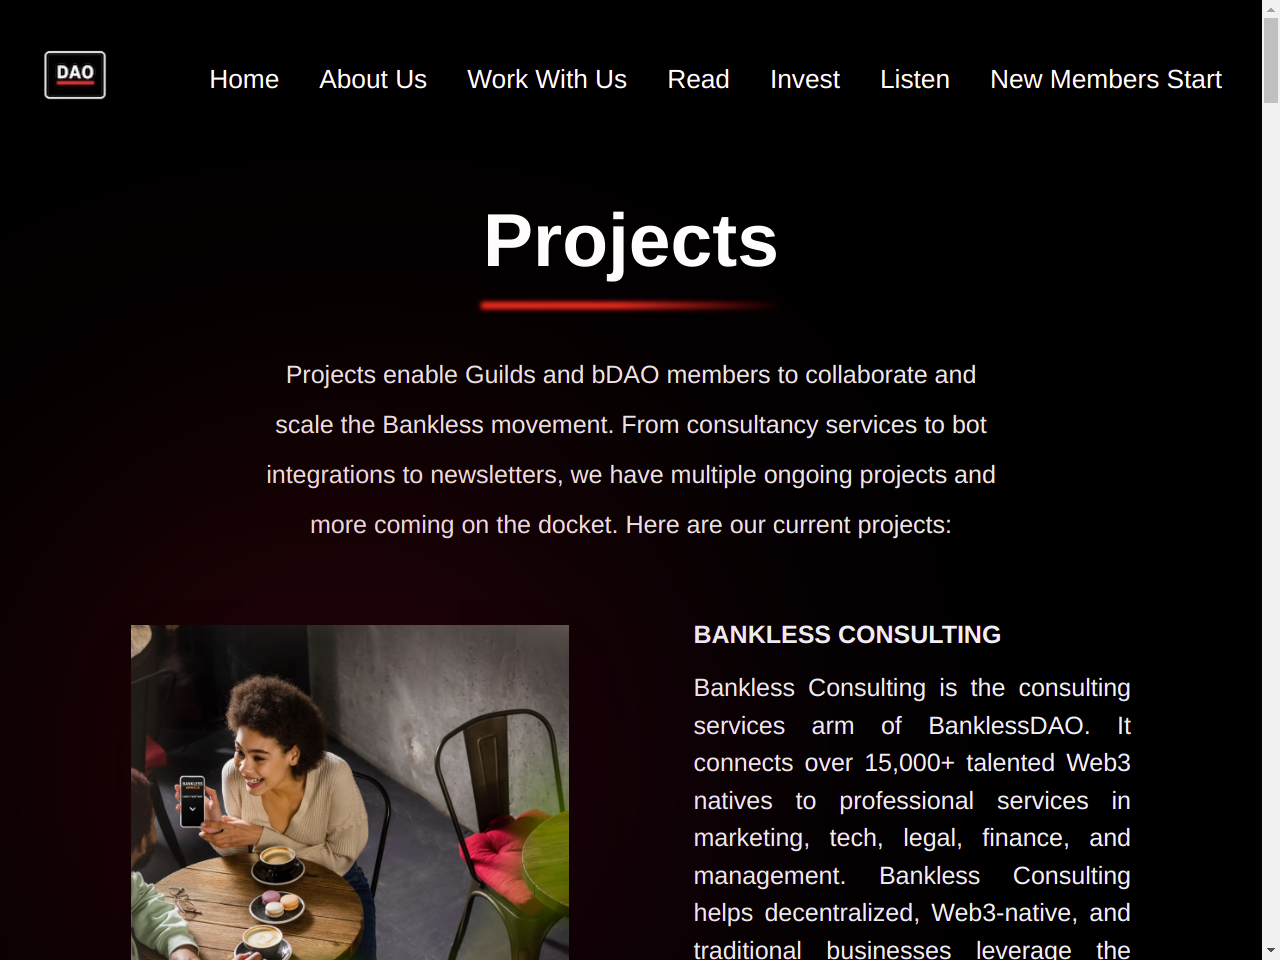 DAO
Home About Us Work With Us Read Invest Listen New Members Start
Projects
Projects enable Guilds and bDAO members to collaborate and
scale the Bankless movement. From consultancy services to bot
integrations to newsletters, we have multiple ongoing projects and
more coming on the docket. Here are our current projects:
BANKLESS CONSULTING
Bankless Consulting is the consulting
services arm of BanklessDAO. It
connects over 15,000+ talented Web3
natives to professional services in
marketing, tech, legal, finance, and
management. Bankless Consulting
helps decentralized, Web3-native, and
traditional businesses leverage the
BANKLESS